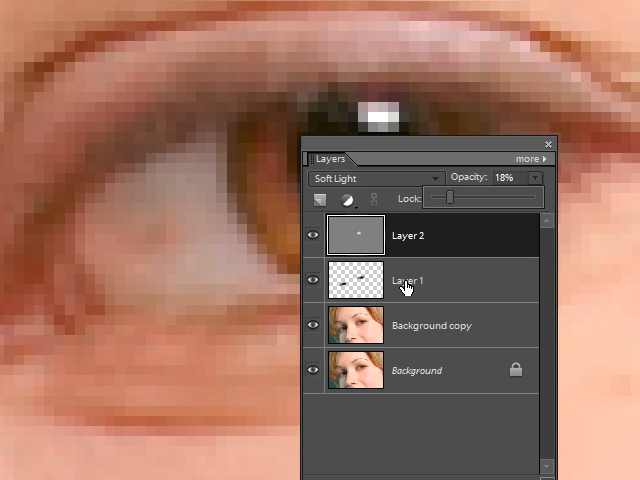 Layers
more
Soft Light
Opacity: 18%
Lock:
Layer 2
Layer 1
Background copy
Background